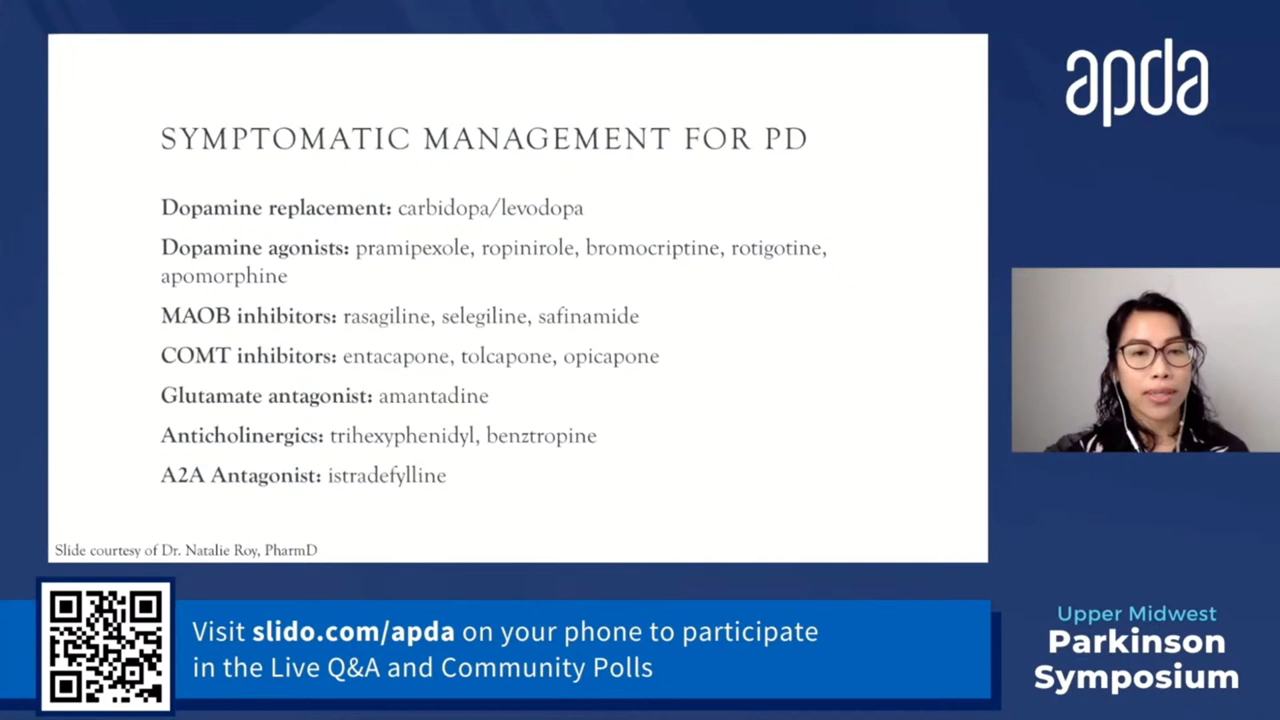 SYMPTOMATIC MANAGEMENT FOR PD
Dopamine replacement: carbidopa/levodopa
Dopamine agonists: pramipexole, ropinirole, bromocriptine, rotigotine,
apomorphine
MAOB inhibitors: rasagiline, selegiline, safinamide
COMT inhibitors: entacapone, tolcapone, opicapone
Glutamate antagonist: amantadine
Anticholinergics: trihexyphenidyl, benztropine
A2A Antagonist: istradefylline
Slide courtesy of Dr. Natalie Roy, PharmD
apda
Visit slido.com/apda on your phone to participate
in the Live Q&A and Community Polls
Upper Midwest
Parkinson
Symposium